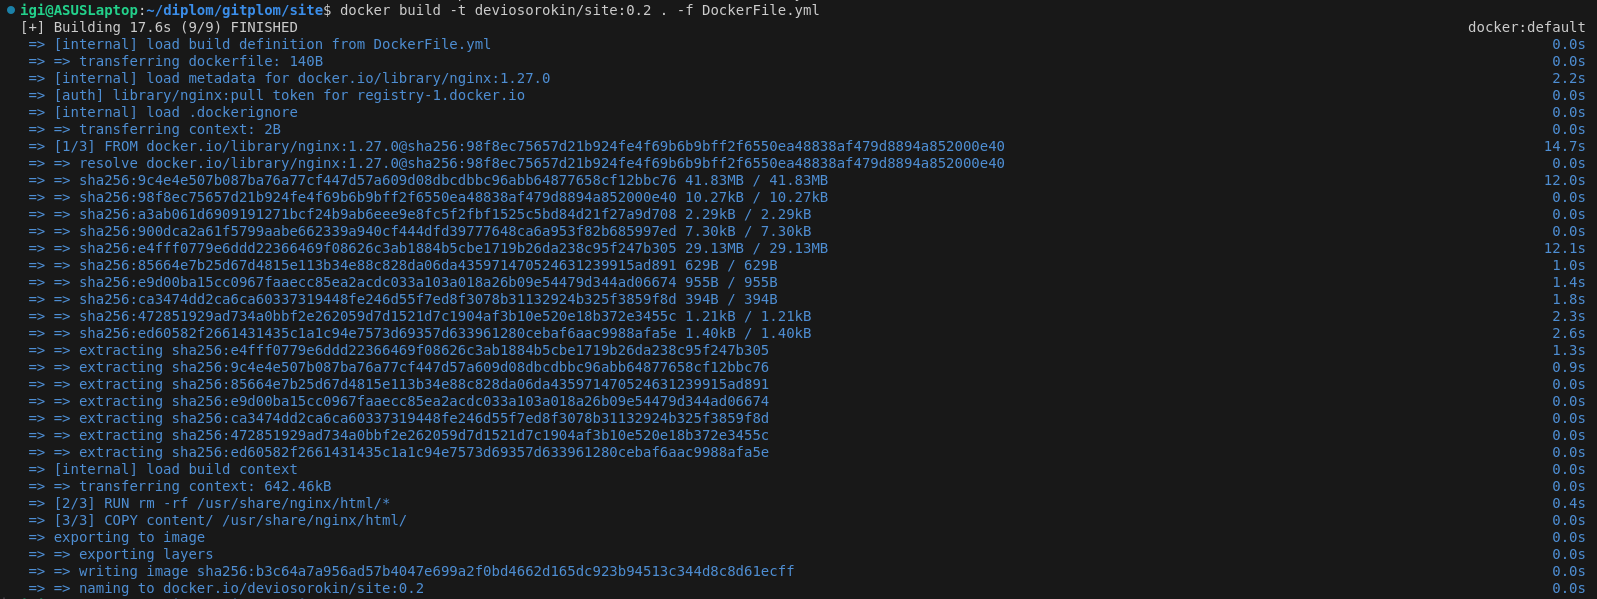 igi@ASUSLaptop:~/diplom/gitplom/site$ docker build -t deviosorokin/site:0.2 . -f DockerFile.yml
[+] Building 17.6s (9/9) FINISHED docker:default
=> [internal] load build definition from DockerFile.yml 0.0s
=> => transferring dockerfile: 140B 0.0s
=> [internal] load metadata for docker.io/library/nginx:1.27.0 2.2s
=> [auth] library/nginx:pull token for registry-1.docker.io 0.0s
=> [internal] load .dockerignore 0.0s
=> => transferring context: 2B 0.0s
=> [1/3] FROM docker.io/library/nginx:1.27.0@sha256:98f8ec75657d21b924fe4f69b6b9bff2f6550ea48838af479d8894a852000e40 14.7s
=> => resolve docker.io/library/nginx:1.27.0@sha256:98f8ec75657d21b924fe4f69b6b9bff2f6550ea48838af479d8894a852000e40 0.0s
=> => sha256:9c4e4e507b087ba76a77cf447d57a609d08dbcdbbc96abb64877658cf12bbc76 41.83MB / 41.83MB 12.0s
=> => sha256:98f8ec75657d21b924fe4f69b6b9bff2f6550ea48838af479d8894a852000e40 10.27kB / 10.27kB 0.0s
=> => sha256:a3ab061d6909191271bcf24b9ab6eee9e8fc5f2fbf1525c5bd84d21f27a9d708 2.29kB / 2.29kB 0.0s
=> => sha256:900dca2a61f5799aabe662339a940cf444dfd39777648ca6a953f82b685997ed 7.30kB / 7.30kB 0.0s
=> => sha256:e4fff0779e6ddd22366469f08626c3ab1884b5cbe1719b26da238c95f247b305 29.13MB / 29.13MB 12.1s
=> => sha256:85664e7b25d67d4815e113b34e88c828da06da435971470524631239915ad891 629B / 629B 1.0s
=> => sha256:e9d00ba15cc0967faaecc85ea2acdc033a103a018a26b09e54479d344ad06674 955B / 955B 1.4s
=> => sha256:ca3474dd2ca6ca60337319448fe246d55f7ed8f3078b31132924b325f3859f8d 394B / 394B 1.8s
=> => sha256:472851929ad734a0bbf2e262059d7d1521d7c1904af3b10e520e18b372e3455c 1.21kB / 1.21kB 2.3s
=> => sha256:ed60582f2661431435c1a1c94e7573d69357d633961280cebaf6aac9988afa5e 1.40kB / 1.40kB 2.6s
=> => extracting sha256:e4fff0779e6ddd22366469f08626c3ab1884b5cbe1719b26da238c95f247b305 1.3s
=> => extracting sha256:9c4e4e507b087ba76a77cf447d57a609d08dbcdbbc96abb64877658cf12bbc76 0.9s
=> => extracting sha256:85664e7b25d67d4815e113b34e88c828da06da435971470524631239915ad891 0.0s
=> => extracting sha256:e9d00ba15cc0967faaecc85ea2acdc033a103a018a26b09e54479d344ad06674 0.0s
=> => extracting sha256:ca3474dd2ca6ca60337319448fe246d55f7ed8f3078b31132924b325f3859f8d 0.0s
=> => extracting sha256:472851929ad734a0bbf2e262059d7d1521d7c1904af3b10e520e18b372e3455c 0.0s
=> => extracting sha256:ed60582f2661431435c1a1c94e7573d69357d633961280cebaf6aac9988afa5e 0.0s
=> [internal] load build context 0.0s
=> => transferring context: 642.46kB 0.0s
=> [2/3] RUN rm -rf /usr/share/nginx/html/* 0.4s
=> [3/3] COPY content/ /usr/share/nginx/html/ 0.0s
=> exporting to image 0.0s
=> => exporting layers 0.0s
=> => writing image sha256:b3c64a7a956ad57b4047e699a2f0bd4662d165dc923b94513c344d8c8d61ecff 0.0s
=> => naming to docker.io/deviosorokin/site:0.2 0.0s